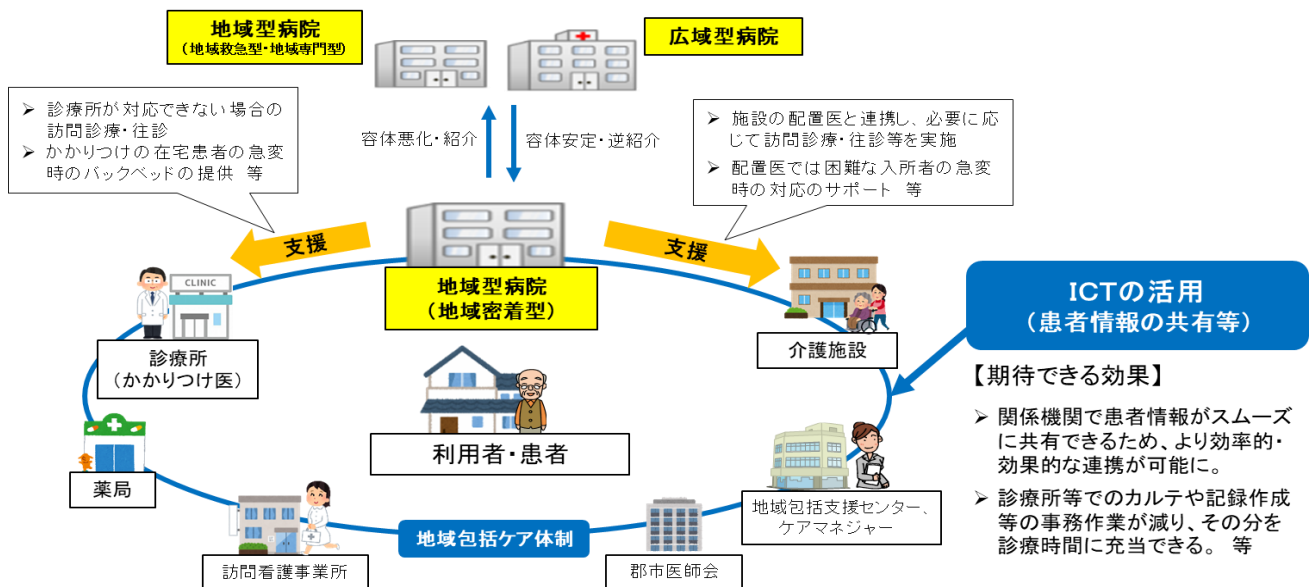 地域型病院
(地域救急型・地域専門型)
広域型病院
➢ 診療所が対応できない場合の
訪問診療・往診
➢ かかりつけの在宅患者の急変
時のバックベッドの提供 等
容体悪化・紹介
容体安定・逆紹介
➢ 施設の配置医と連携し、必要に応
じて訪問診療・往診等を実施
➢ 配置医では困難な入所者の急変
時の対応のサポート 等
支援
支援
地域型病院
(地域密着型)
CLINIC
診療所
(かかりつけ医)
介護施設
ICTの活用
(患者情報の共有等)
【期待できる効果】
➢ 関係機関で患者情報がスムーズ
に共有できるため、より効率的・
効果的な連携が可能に。
➢ 診療所等でのカルテや記録作成
等の事務作業が減り、その分を
診療時間に充当できる。 等
利用者・患者
薬局
地域包括支援センター、
ケアマネジャー
地域包括ケア体制
訪問看護事業所
郡市医師会